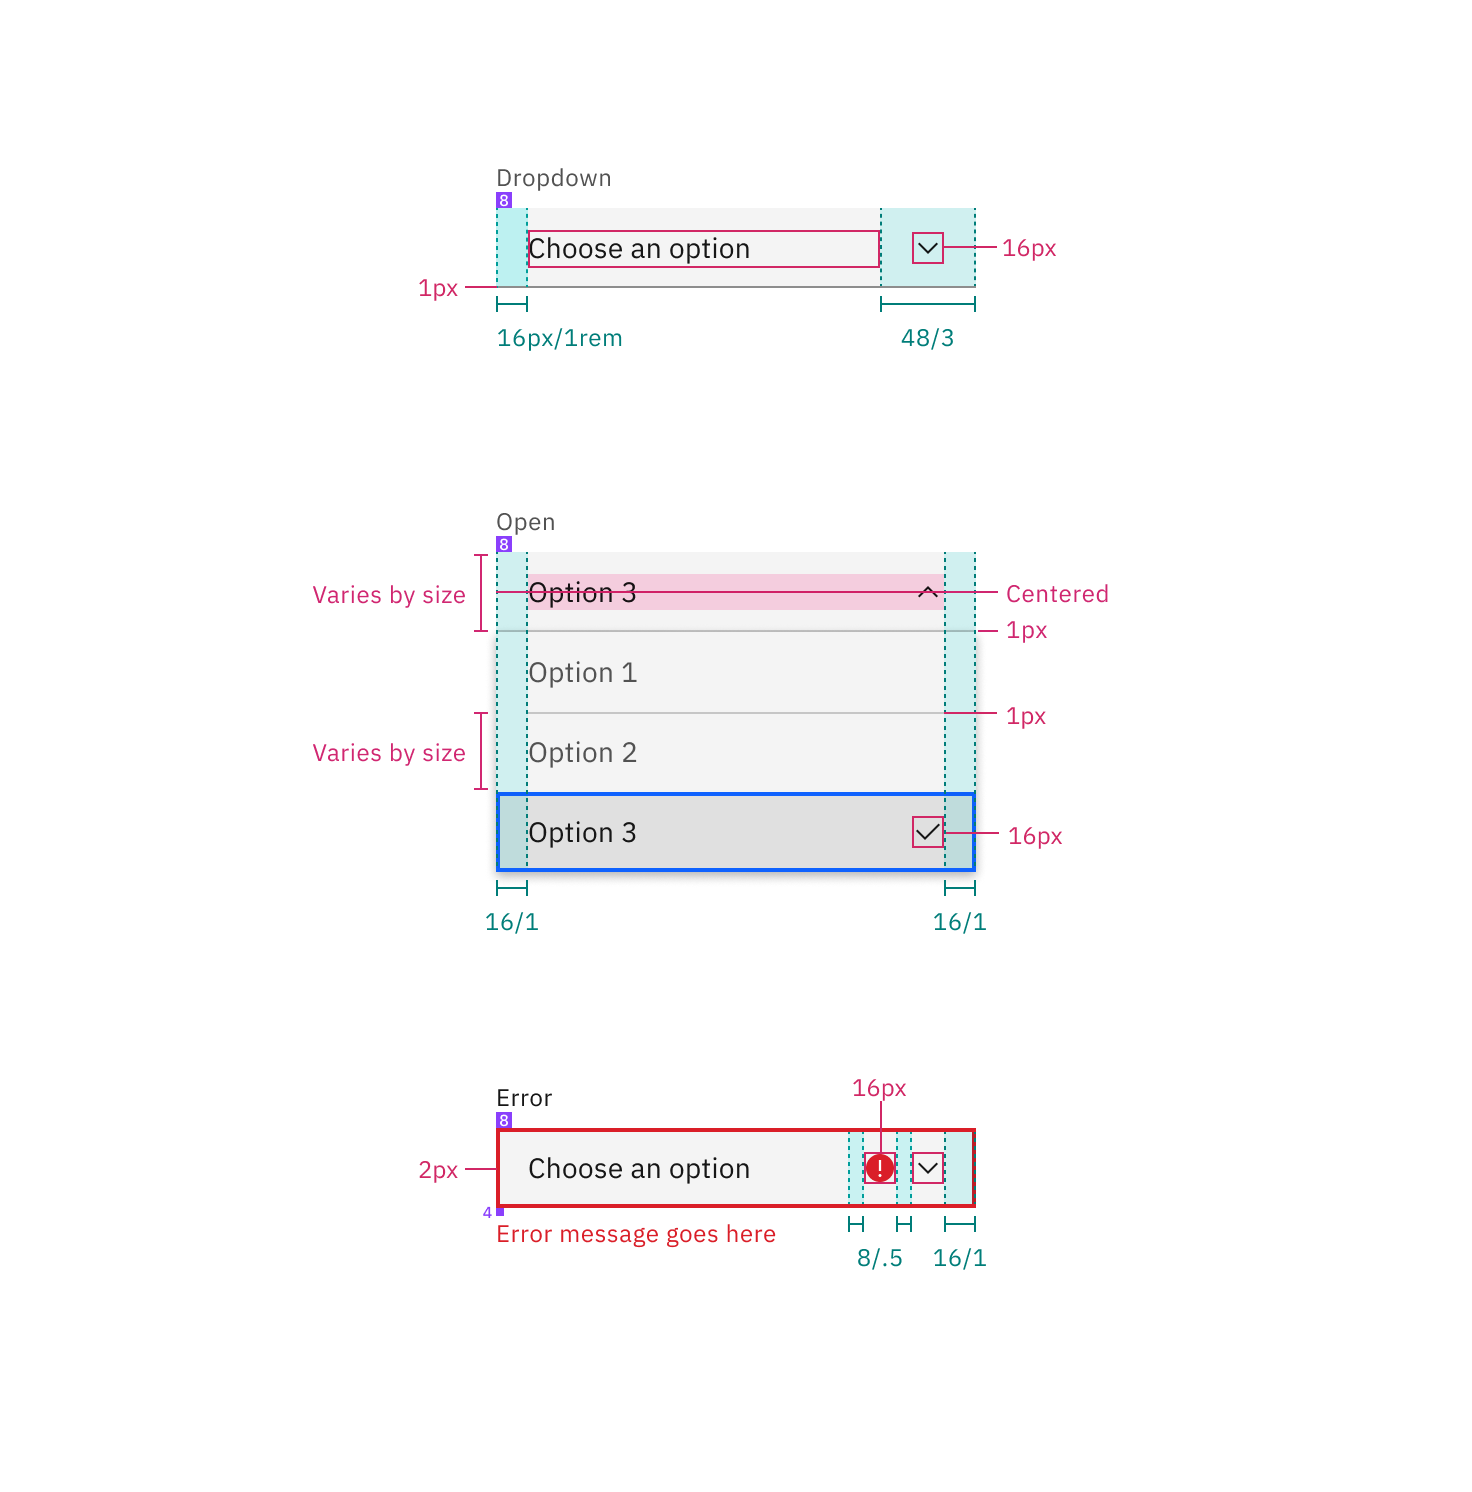 Dropdown
8
Choose an option
16px
1px
16px/1rem
48/3
Open
8
Varies by size
Option 3
Centered
1px
Option 1
1px
Varies by size
Option 2
Option 3
16px
16/1
16/1
16px
Error
8
2px
Choose an option
4
Error message goes here
8/.5
16/1